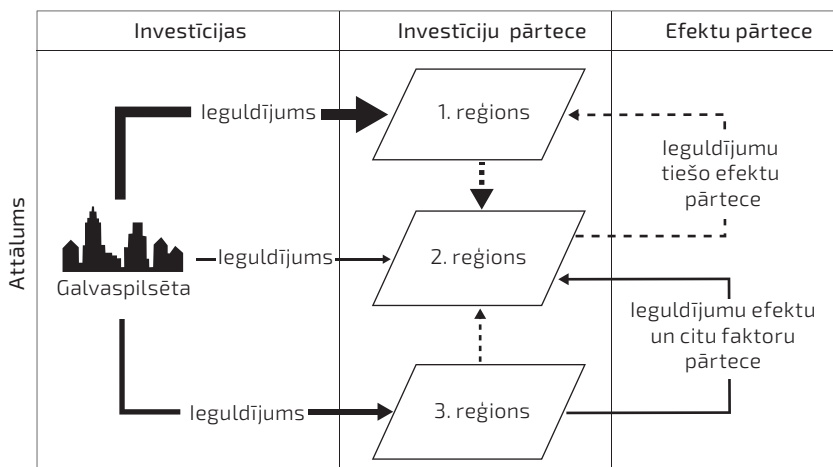 Investīcijas
Investīciju pārtece
Efektu pārtece
Attālums
Ieguldījums
1. reģions
Ieguldījumu
tiešo efektu
pārtece
Galvaspilsēta
Ieguldījums
2. reģions
Ieguldījumu efektu
un citu faktoru
pārtece
Ieguldījums
3. reģions